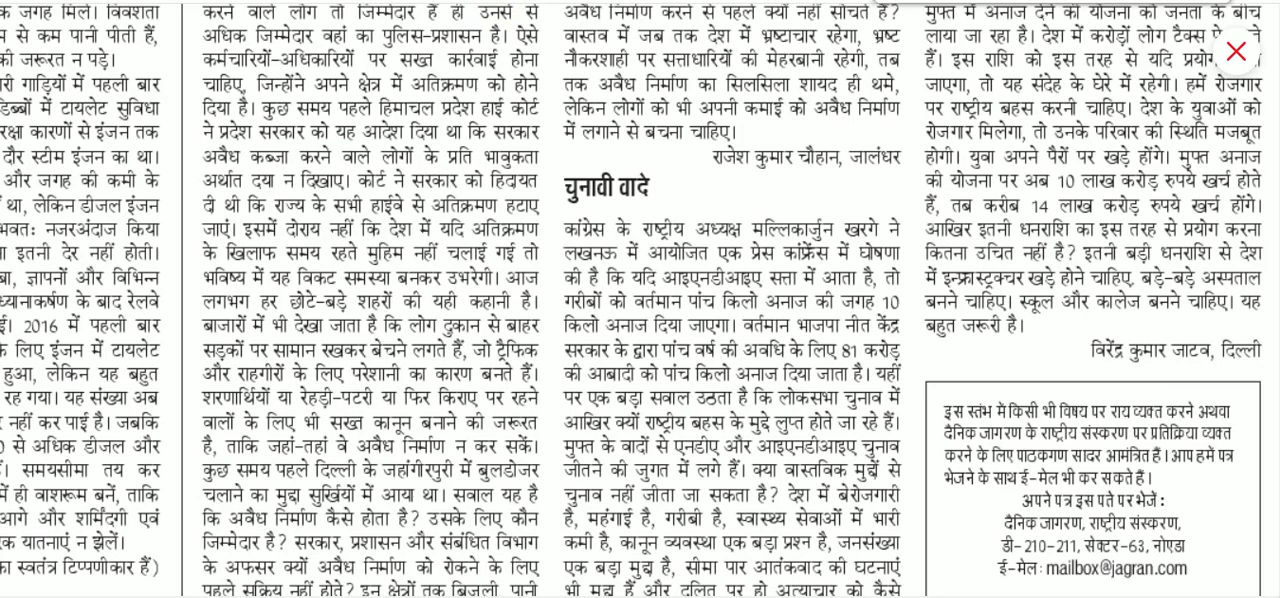 क जगह मिले। विवशता
म से कम पानी पीती हैं,
की जरूरत न पड़े।
री गाड़ियों में पहली बार
डिब्बों में टायलेट सुविधा
रक्षा कारणों से इंजन तक
दौर स्टीम इंजन का था।
और जगह की कमी के
था, लेकिन डीजल इंजन
भवतः नजरअंदाज किया
ा इतनी देर नहीं होती।
बा, ज्ञापनों और विभिन्न
ध्यानाकर्षण के बाद रेलवे
ई। 2016 में पहली बार
के लिए इंजन में टायलेट
हुआ, लेकिन यह बहुत
रह गया। यह संख्या अब
र नहीं कर पाई है। जबकि
0 से अधिक डीजल और
ैं। समयसीमा तय कर
में ही वाशरूम बनें, ताकि
आगे और शर्मिंदगी एवं
क यातनाएं न झेलें।
का स्वतंत्र टिप्पणीकार हैं)
करने वाले लोग तो जिम्मेदार हैं ही उनसे से
अधिक जिम्मेदार वहां का पुलिस-प्रशासन है। ऐसे
कर्मचारियों-अधिकारियों पर सख्त कार्रवाई होनी
चाहिए, जिन्होंने अपने क्षेत्र में अतिक्रमण को होने
दिया है। कुछ समय पहले हिमाचल प्रदेश हाई कोर्ट
ने प्रदेश सरकार को यह आदेश दिया था कि सरकार
अवैध कब्जा करने वाले लोगों के प्रति भावुकता
अर्थात दया न दिखाए। कोर्ट ने सरकार को हिदायत
दी थी कि राज्य के सभी हाईवे से अतिक्रमण हटाए
जाएं। इसमें दोराय नहीं कि देश में यदि अतिक्रमण
के खिलाफ समय रहते मुहिम नहीं चलाई गई तो
भविष्य में यह विकट समस्या बनकर उभरेगी। आज
लगभग हर छोटे-बड़े शहरों की यही कहानी है।
बाजारों में भी देखा जाता है कि लोग दुकान से बाहर
सड़कों पर सामान रखकर बेचने लगते हैं, जो ट्रैफिक
और राहगीरों के लिए परेशानी का कारण बनते हैं।
शरणार्थियों या रेहड़ी-पटरी या फिर किराए पर रहने
वालों के लिए भी सख्त कानून बनाने की जरूरत
है, ताकि जहां-तहां वे अवैध निर्माण न कर सकें।
कुछ समय पहले दिल्ली के जहांगीरपुरी में बुलडोजर
चलाने का मुद्दा सुर्खियों में आया था। सवाल यह है
कि अवैध निर्माण कैसे होता है? उसके लिए कौन
जिम्मेदार है? सरकार, प्रशासन और संबंधित विभाग
के अफसर क्यों अवैध निर्माण को रोकने के लिए
पहले सक्रिय नहीं होते? इन क्षेत्रों तक बिजली, पानी
अवैध निर्माण करने से पहले क्यों नहीं सोचते हैं?
वास्तव में जब तक देश में भ्रष्टाचार रहेगा, भ्रष्ट
नौकरशाही पर सत्ताधारियों की मेहरबानी रहेगी, तब
तक अवैध निर्माण का सिलसिला शायद ही थमे,
लेकिन लोगों को भी अपनी कमाई को अवैध निर्माण
में लगाने से बचना चाहिए।
राजेश कुमार चौहान, जालंधर
चुनावी वादे
कांग्रेस के राष्ट्रीय अध्यक्ष मल्लिकार्जुन खरगे ने
लखनऊ में आयोजित एक प्रेस कांफ्रेंस में घोषणा
की है कि यदि आइएनडीआइए सत्ता में आता है, तो
गरीबों को वर्तमान पांच किलो अनाज की जगह 10
किलो अनाज दिया जाएगा। वर्तमान भाजपा नीत केंद्र
सरकार के द्वारा पांच वर्ष की अवधि के लिए 81 करोड़
की आबादी को पांच किलो अनाज दिया जाता है। यहीं
पर एक बड़ा सवाल उठता है कि लोकसभा चुनाव में
आखिर क्यों राष्ट्रीय बहस के मुद्दे लुप्त होते जा रहे हैं।
मुफ्त के वादों से एनडीए और आइएनडीआइए चुनाव
जीतने की जुगत में लगे हैं। क्या वास्तविक मुद्दों से
चुनाव नहीं जीता जा सकता है? देश में बेरोजगारी
है, महंगाई है, गरीबी है, स्वास्थ्य सेवाओं में भारी
कमी है, कानून व्यवस्था एक बड़ा प्रश्न है, जनसंख्या
एक बड़ा मुद्दा है, सीमा पार आतंकवाद की घटनाएं
भी मुद्दा हैं और दलित पर हो अत्याचार को कैसे
मुफ्त में अनाज देने की योजना को जनता के बीच
लाया जा रहा है। देश में करोड़ों लोग टैक्स
हैं। इस राशि को इस तरह से यदि प्रयोग
जाएगा, तो यह संदेह के घेरे में रहेगी। हमें रोजगार
पर राष्ट्रीय बहस करनी चाहिए। देश के युवाओं को
रोजगार मिलेगा, तो उनके परिवार की स्थिति मजबूत
होगी। युवा अपने पैरों पर खड़े होंगे। मुफ्त अनाज
की योजना पर अब 10 लाख करोड़ रुपये खर्च होते
हैं, तब करीब 14 लाख करोड़ रुपये खर्च होंगे।
आखिर इतनी धनराशि का इस तरह से प्रयोग करना
कितना उचित नहीं है? इतनी बड़ी धनराशि से देश
में इन्फ्रास्ट्रक्चर खड़े होने चाहिए, बड़े-बड़े अस्पताल
बनने चाहिए। स्कूल और कालेज बनने चाहिए। यह
बहुत जरूरी है।
विरेंद्र कुमार जाटव, दिल्ली
इस स्तंभ में किसी भी विषय पर राय व्यक्त करने अथवा
दैनिक जागरण के राष्ट्रीय संस्करण पर प्रतिक्रिया व्यक्त
करने के लिए पाठकगण सादर आमंत्रित हैं। आप हमें पत्र
भेजने के साथ ई-मेल भी कर सकते हैं।
अपने पत्र इस पते पर भेजें :
दैनिक जागरण, राष्ट्रीय संस्करण,
डी-210-211, सेक्टर-63, नोएडा
ई-मेल: mailbox@jagran.com